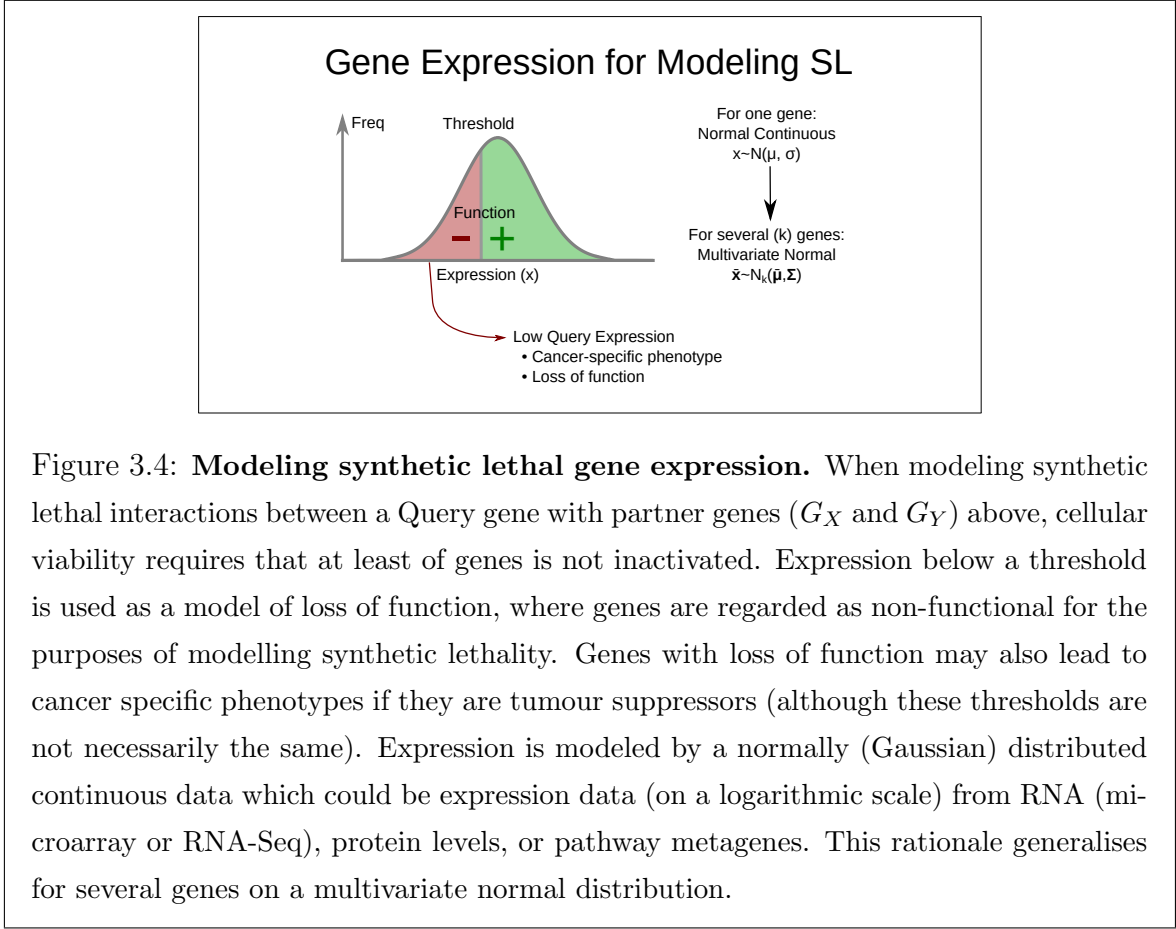 Gene Expression for Modeling SL
Freq
Threshold
Function
− +
Expression (x)
Low Query Expression
• Cancer-specific phenotype
• Loss of function
For one gene:
Normal Continuous
x~N(μ, σ)
For several (k) genes:
Multivariate Normal
x̄~Nₖ(μ̄,Σ)
Figure 3.4: Modeling synthetic lethal gene expression. When modeling synthetic
lethal interactions between a Query gene with partner genes (G_X and G_Y) above, cellular
viability requires that at least of genes is not inactivated. Expression below a threshold
is used as a model of loss of function, where genes are regarded as non-functional for the
purposes of modelling synthetic lethality. Genes with loss of function may also lead to
cancer specific phenotypes if they are tumour suppressors (although these thresholds are
not necessarily the same). Expression is modeled by a normally (Gaussian) distributed
continuous data which could be expression data (on a logarithmic scale) from RNA (mi-
croarray or RNA-Seq), protein levels, or pathway metagenes. This rationale generalises
for several genes on a multivariate normal distribution.